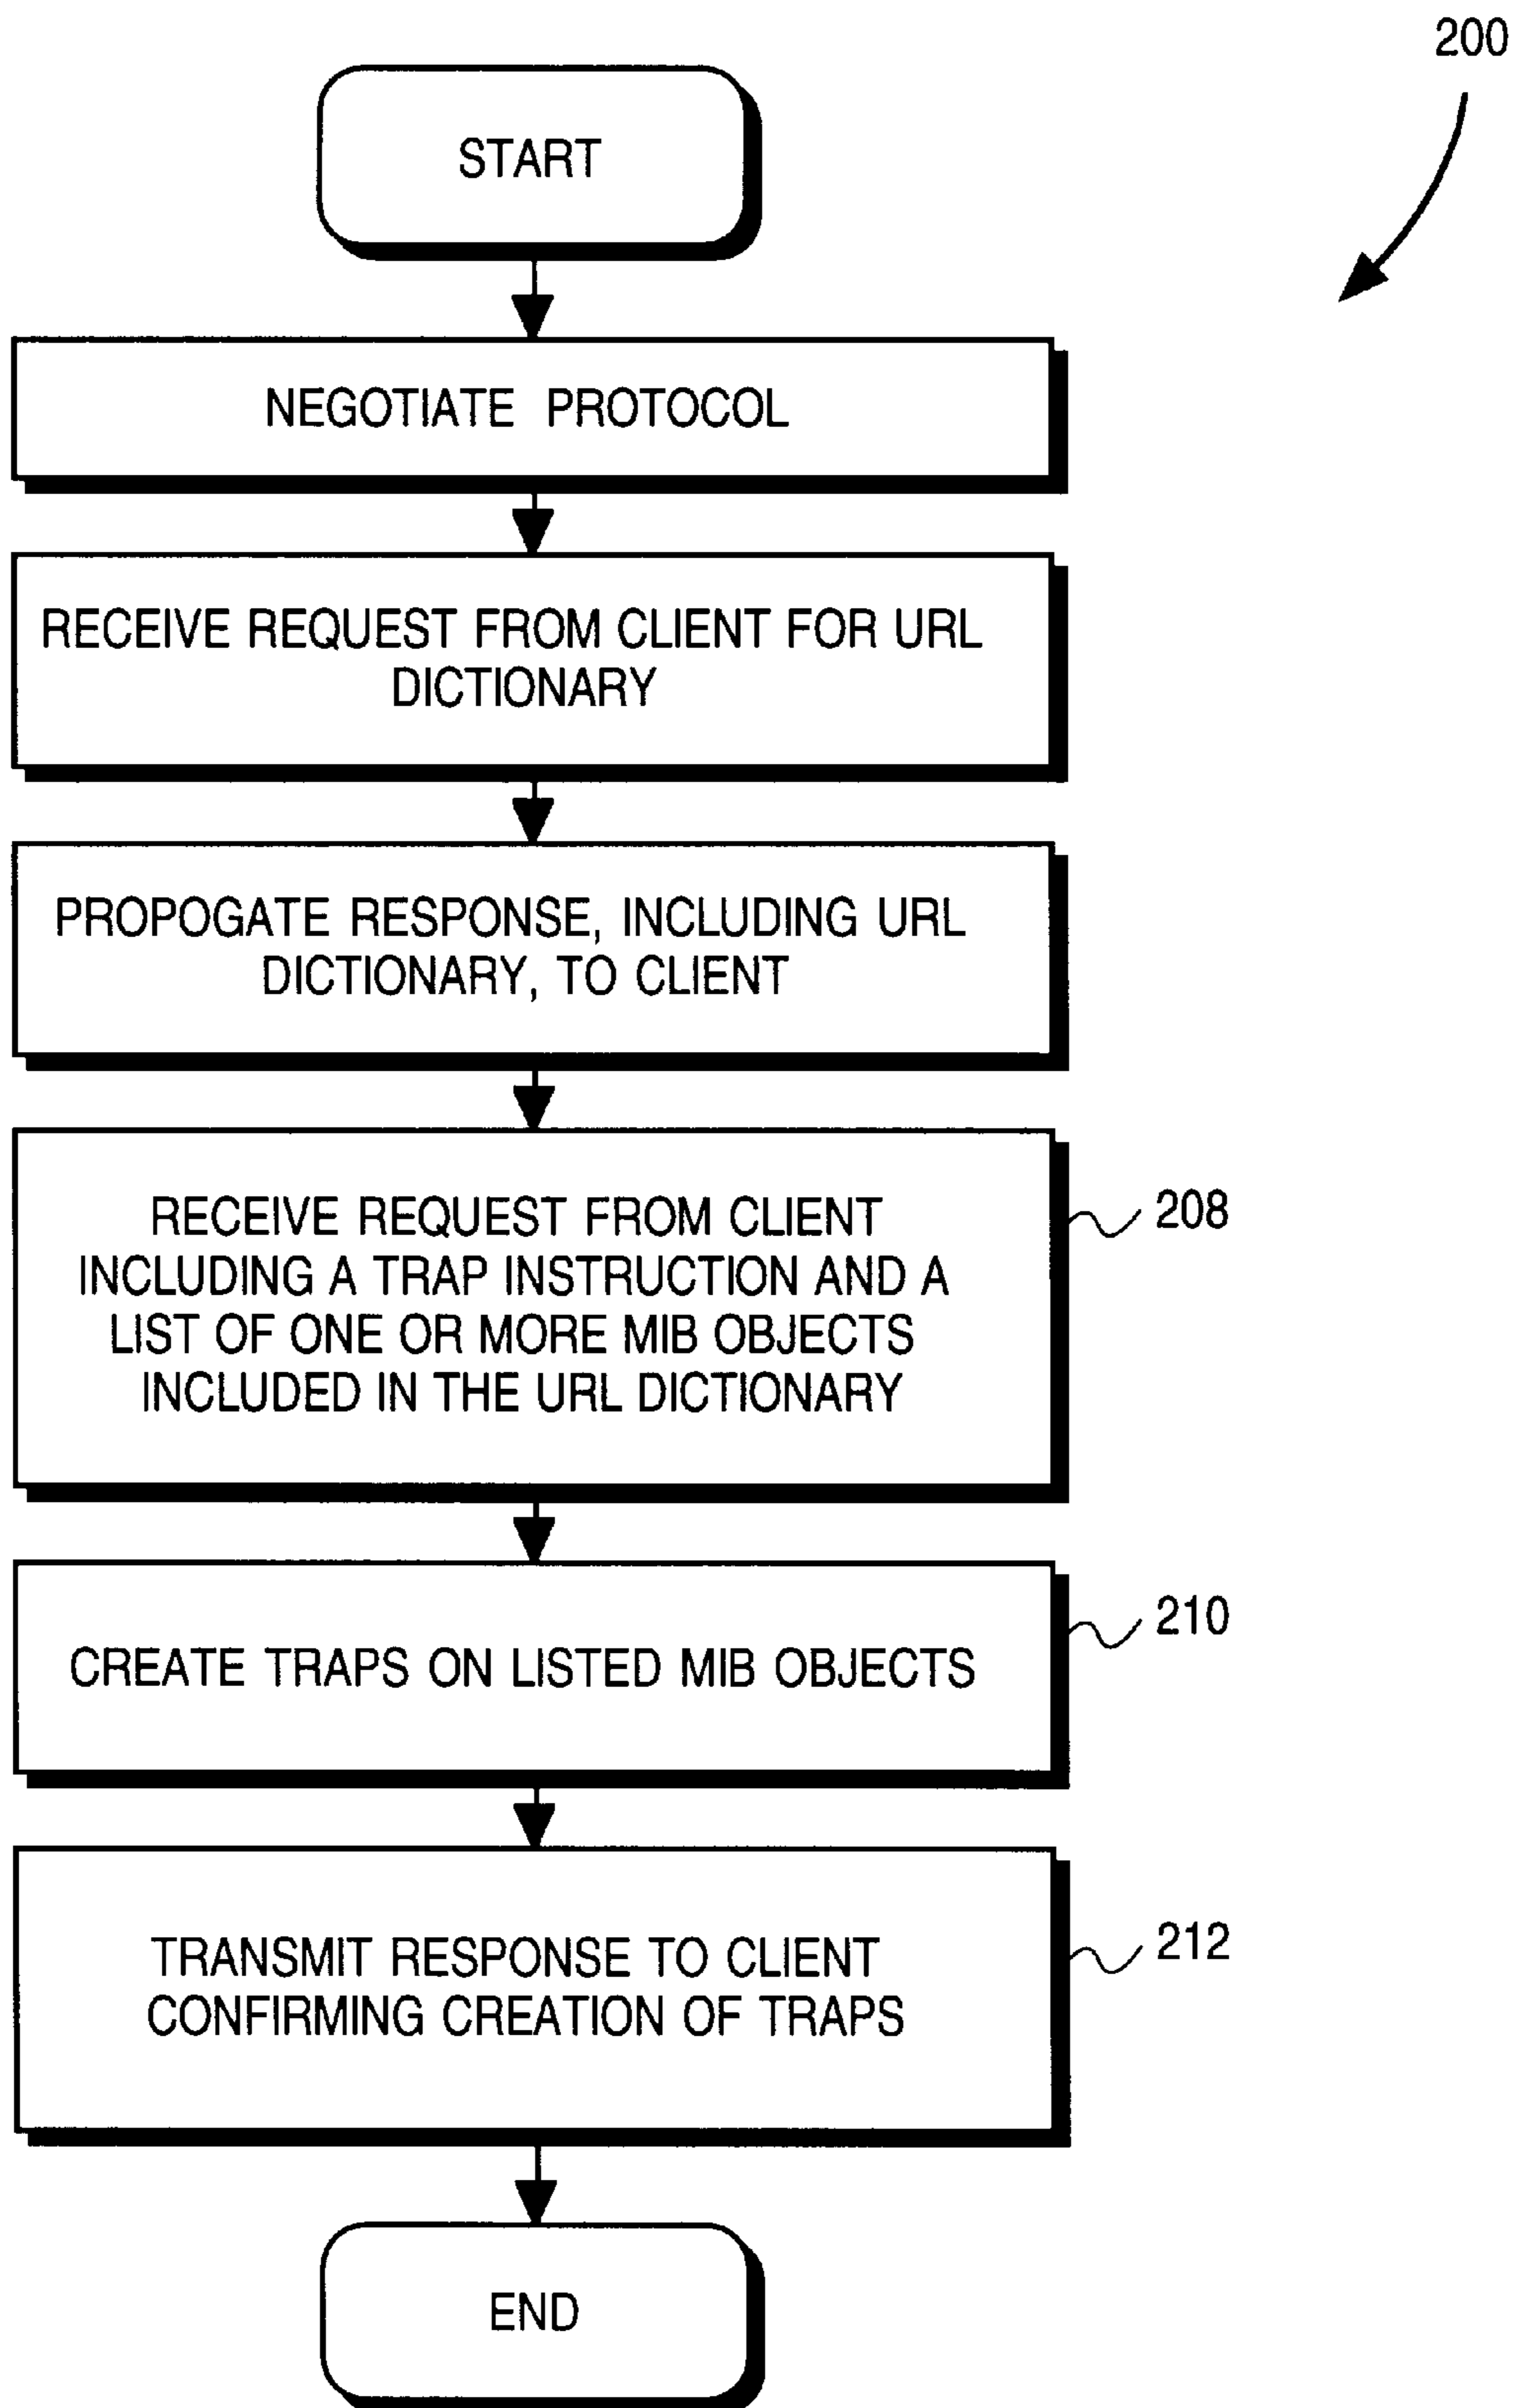 200
START
NEGOTIATE PROTOCOL
RECEIVE REQUEST FROM CLIENT FOR URL
DICTIONARY
PROPOGATE RESPONSE, INCLUDING URL
DICTIONARY, TO CLIENT
RECEIVE REQUEST FROM CLIENT
INCLUDING A TRAP INSTRUCTION AND A
LIST OF ONE OR MORE MIB OBJECTS
INCLUDED IN THE URL DICTIONARY
208
CREATE TRAPS ON LISTED MIB OBJECTS
210
TRANSMIT RESPONSE TO CLIENT
CONFIRMING CREATION OF TRAPS
212
END